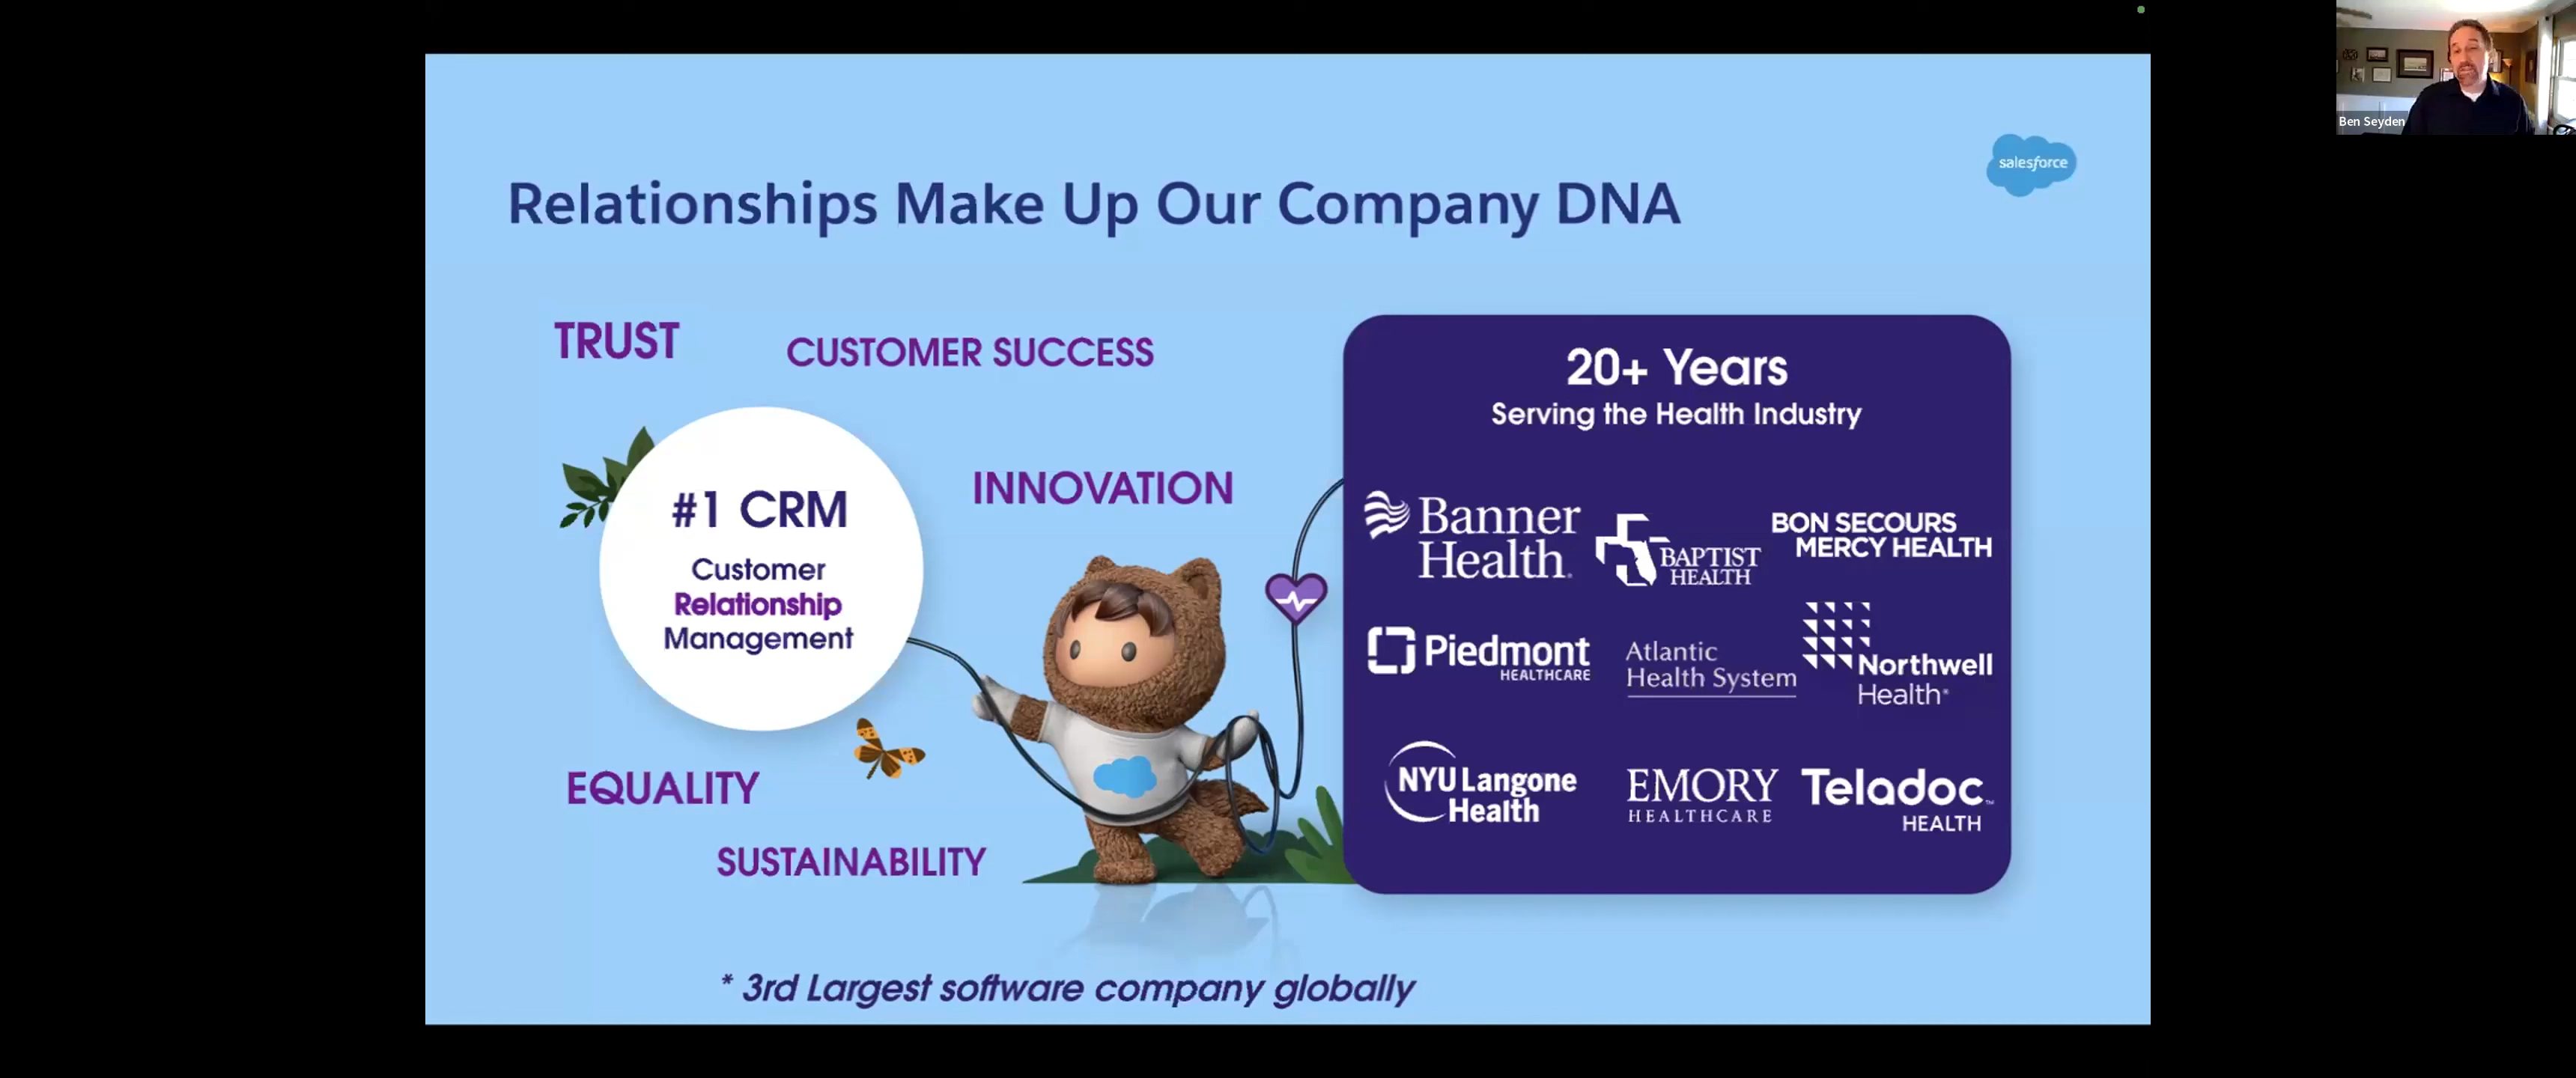 Ben Seyden
salesforce
Relationships Make Up Our Company DNA
TRUST
CUSTOMER SUCCESS
#1 CRM
Customer
Relationship
Management
INNOVATION
EQUALITY
SUSTAINABILITY
20+ Years
Serving the Health Industry
Banner
Health®
BAPTIST
HEALTH
BON SECOURS
MERCY HEALTH
Piedmont
HEALTHCARE
Atlantic
Health System
Northwell
Health®
NYU Langone
Health
EMORY
HEALTHCARE
Teladoc™
HEALTH
* 3rd Largest software company globally